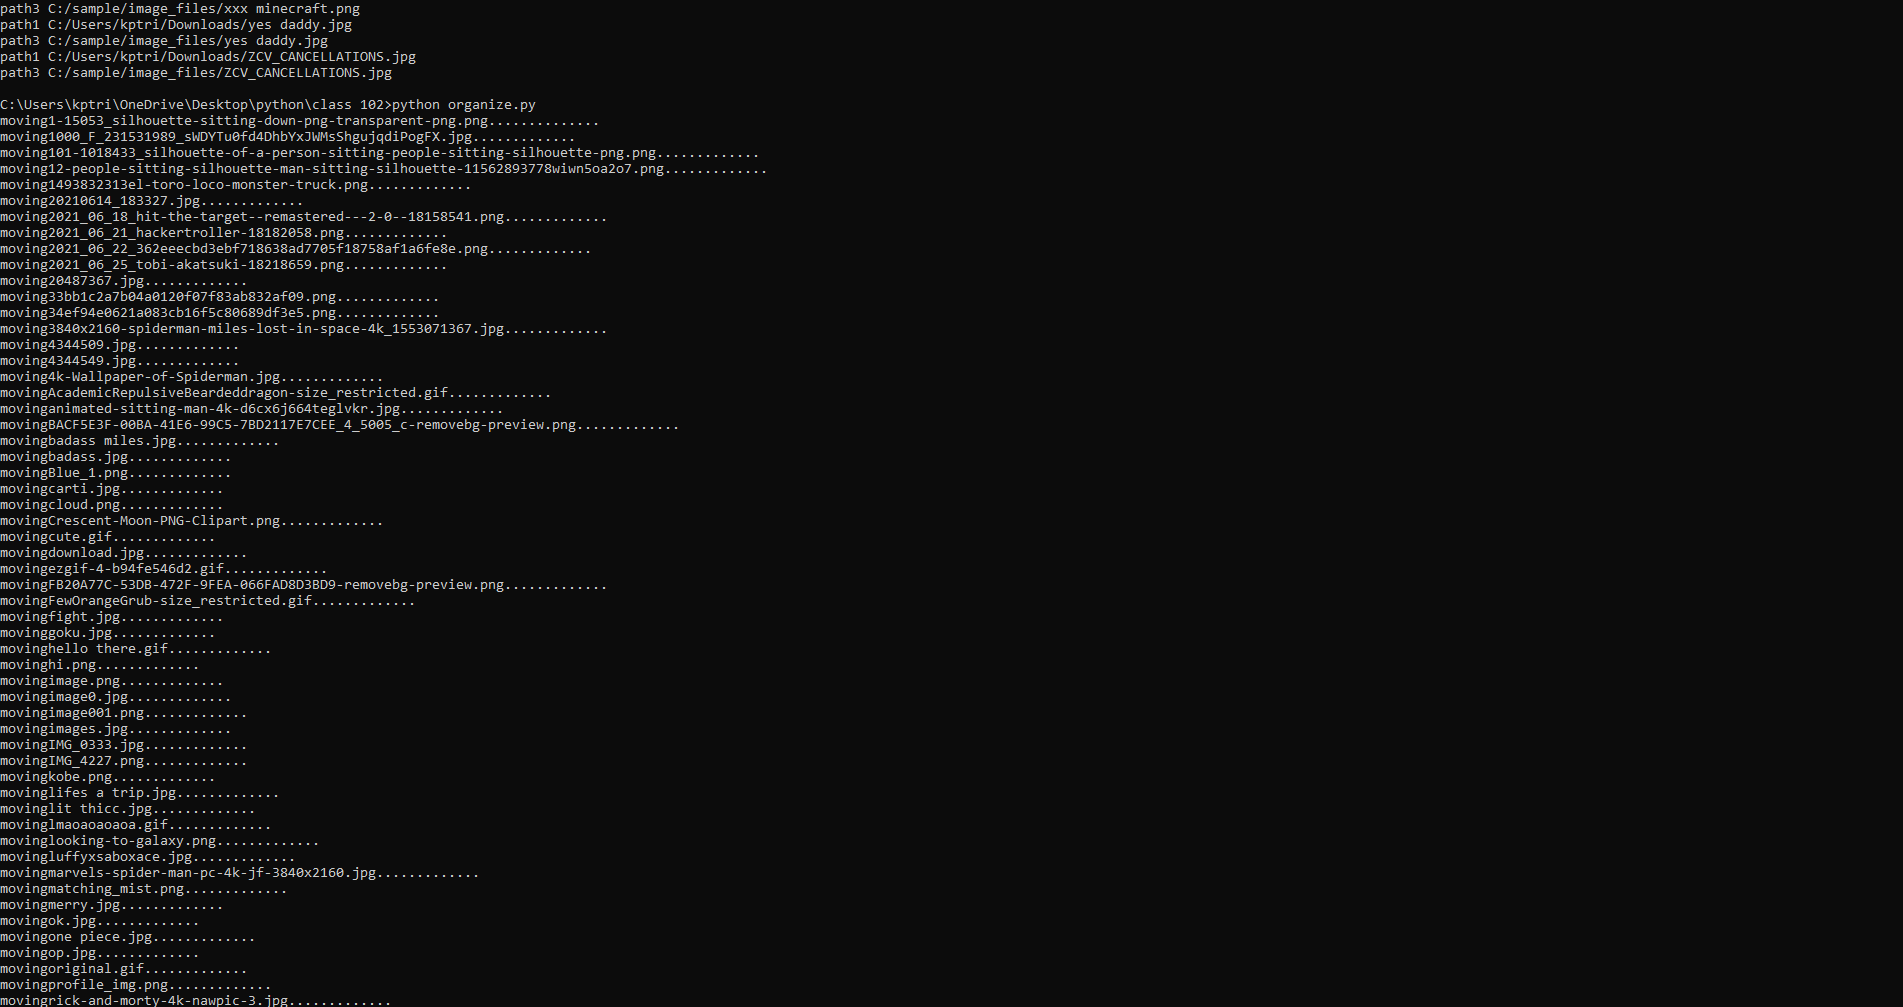 path3 C:/sample/image_files/xxx minecraft.png
path1 C:/Users/kptri/Downloads/yes daddy.jpg
path3 C:/sample/image_files/yes daddy.jpg
path1 C:/Users/kptri/Downloads/ZCV_CANCELLATIONS.jpg
path3 C:/sample/image_files/ZCV_CANCELLATIONS.jpg
C:\Users\kptri\OneDrive\Desktop\python\class 102>python organize.py
moving1-15053_silhouette-sitting-down-png-transparent-png.png..............
moving1000_F_231531989_sWDYTu0fd4DhbYxJWMsShgujqdiPogFX.jpg.............
moving101-1018433_silhouette-of-a-person-sitting-people-sitting-silhouette-png.png.............
moving12-people-sitting-silhouette-man-sitting-silhouette-11562893778wiwn5oa2o7.png.............
moving1493832313el-toro-loco-monster-truck.png.............
moving20210614_183327.jpg.............
moving2021_06_18_hit-the-target--remastered---2-0--18158541.png.............
moving2021_06_21_hackertroller-18182058.png.............
moving2021_06_22_362eeecbd3ebf718638ad7705f18758af1a6fe8e.png.............
moving2021_06_25_tobi-akatsuki-18218659.png.............
moving20487367.jpg.............
moving33bb1c2a7b04a0120f07f83ab832af09.png.............
moving34ef94e0621a083cb16f5c80689df3e5.png.............
moving3840x2160-spiderman-miles-lost-in-space-4k_1553071367.jpg.............
moving4344509.jpg.............
moving4344549.jpg.............
moving4k-Wallpaper-of-Spiderman.jpg.............
movingAcademicRepulsiveBeardeddragon-size_restricted.gif.............
movinganimated-sitting-man-4k-d6cx6j664teglvkr.jpg.............
movingBACF5E3F-00BA-41E6-99C5-7BD2117E7CEE_4_5005_c-removebg-preview.png.............
movingbadass miles.jpg.............
movingbadass.jpg.............
movingBlue_1.png.............
movingcarti.jpg.............
movingcloud.png.............
movingCrescent-Moon-PNG-Clipart.png.............
movingcute.gif.............
movingdownload.jpg.............
movingezgif-4-b94fe546d2.gif.............
movingFB20A77C-53DB-472F-9FEA-066FAD8D3BD9-removebg-preview.png.............
movingFewOrangeGrub-size_restricted.gif.............
movingfight.jpg.............
movinggoku.jpg.............
movinghello there.gif.............
movinghi.png.............
movingimage.png.............
movingimage0.jpg.............
movingimage001.png.............
movingimages.jpg.............
movingIMG_0333.jpg.............
movingIMG_4227.png.............
movingkobe.png.............
movinglifes a trip.jpg.............
movinglit thicc.jpg.............
movinglmaoaoaoaoa.gif.............
movinglooking-to-galaxy.png.............
movingluffyxsaboxace.jpg.............
movingmarvels-spider-man-pc-4k-jf-3840x2160.jpg.............
movingmatching_mist.png.............
movingmerry.jpg.............
movingok.jpg.............
movingone piece.jpg.............
movingop.jpg.............
movingoriginal.gif.............
movingprofile_img.png.............
movingrick-and-morty-4k-nawpic-3.jpg.............